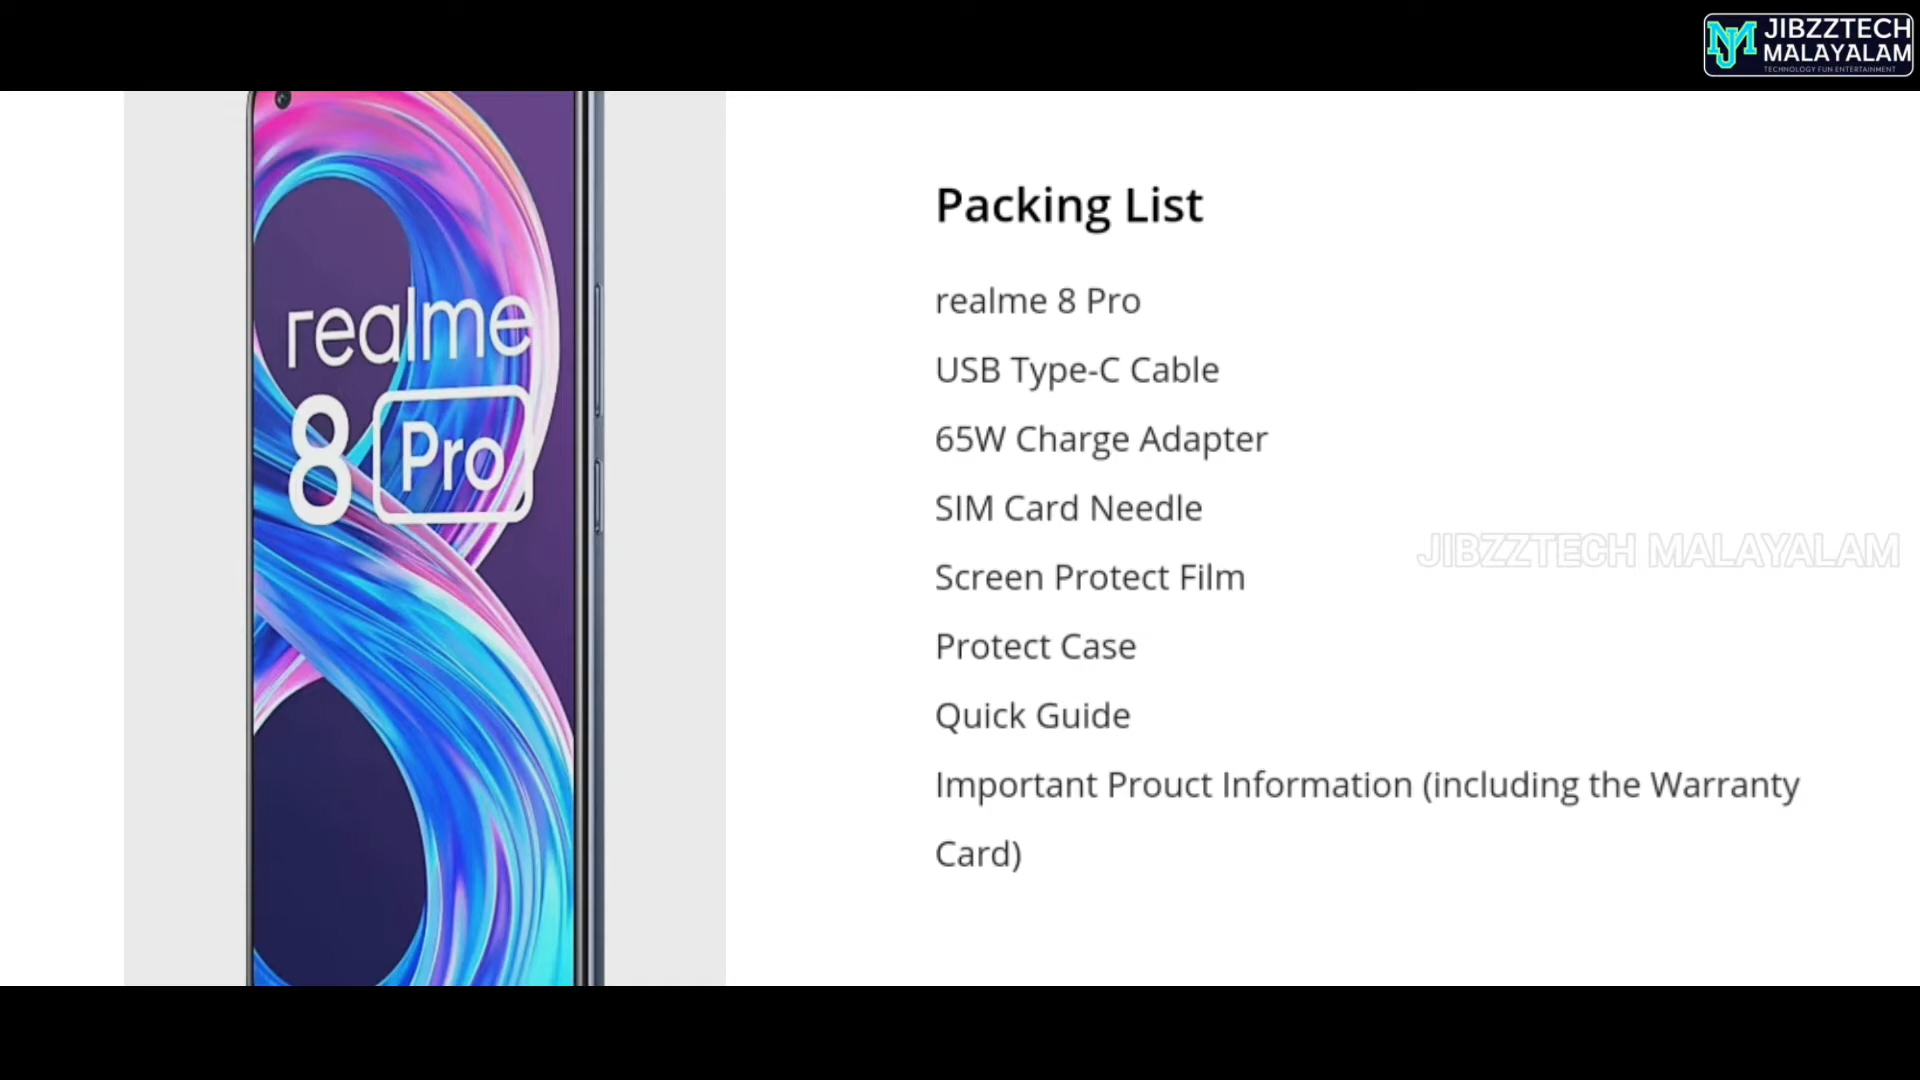 JIBZZTECH
MALAYALAM
TECHNOLOGY FUN ENTERTAINMENT
realme
8 Pro
Packing List
realme 8 Pro
USB Type-C Cable
65W Charge Adapter
SIM Card Needle
Screen Protect Film
Protect Case
Quick Guide
Important Prouct Information (including the Warranty
Card)
JIBZZTECH MALAYALAM